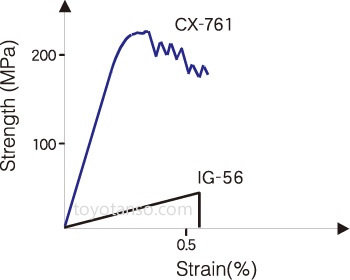 CX-761
200
Strength (MPa)
100
IG-56
toyotanso.com
0.5
Strain(%)